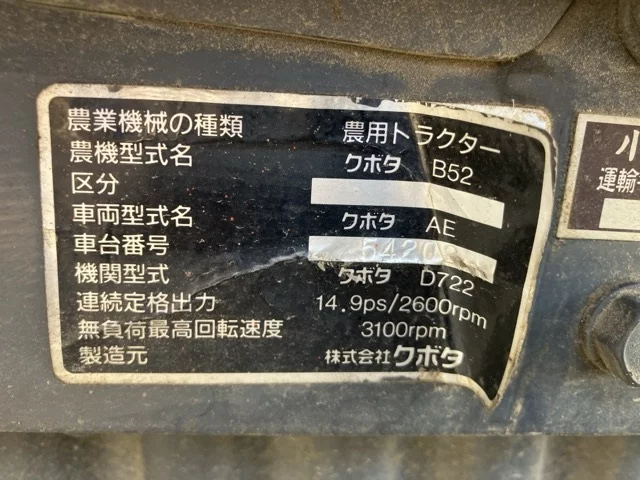 農業機械の種類 農用トラクター
農機型式名 クボタ B52
区分
車両型式名 クボタ AE
車台番号
機関型式 クボタ D722
連続定格出力 14.9ps/2600rpm
無負荷最高回転速度 3100rpm
製造元 株式会社クボタ
小
運輸